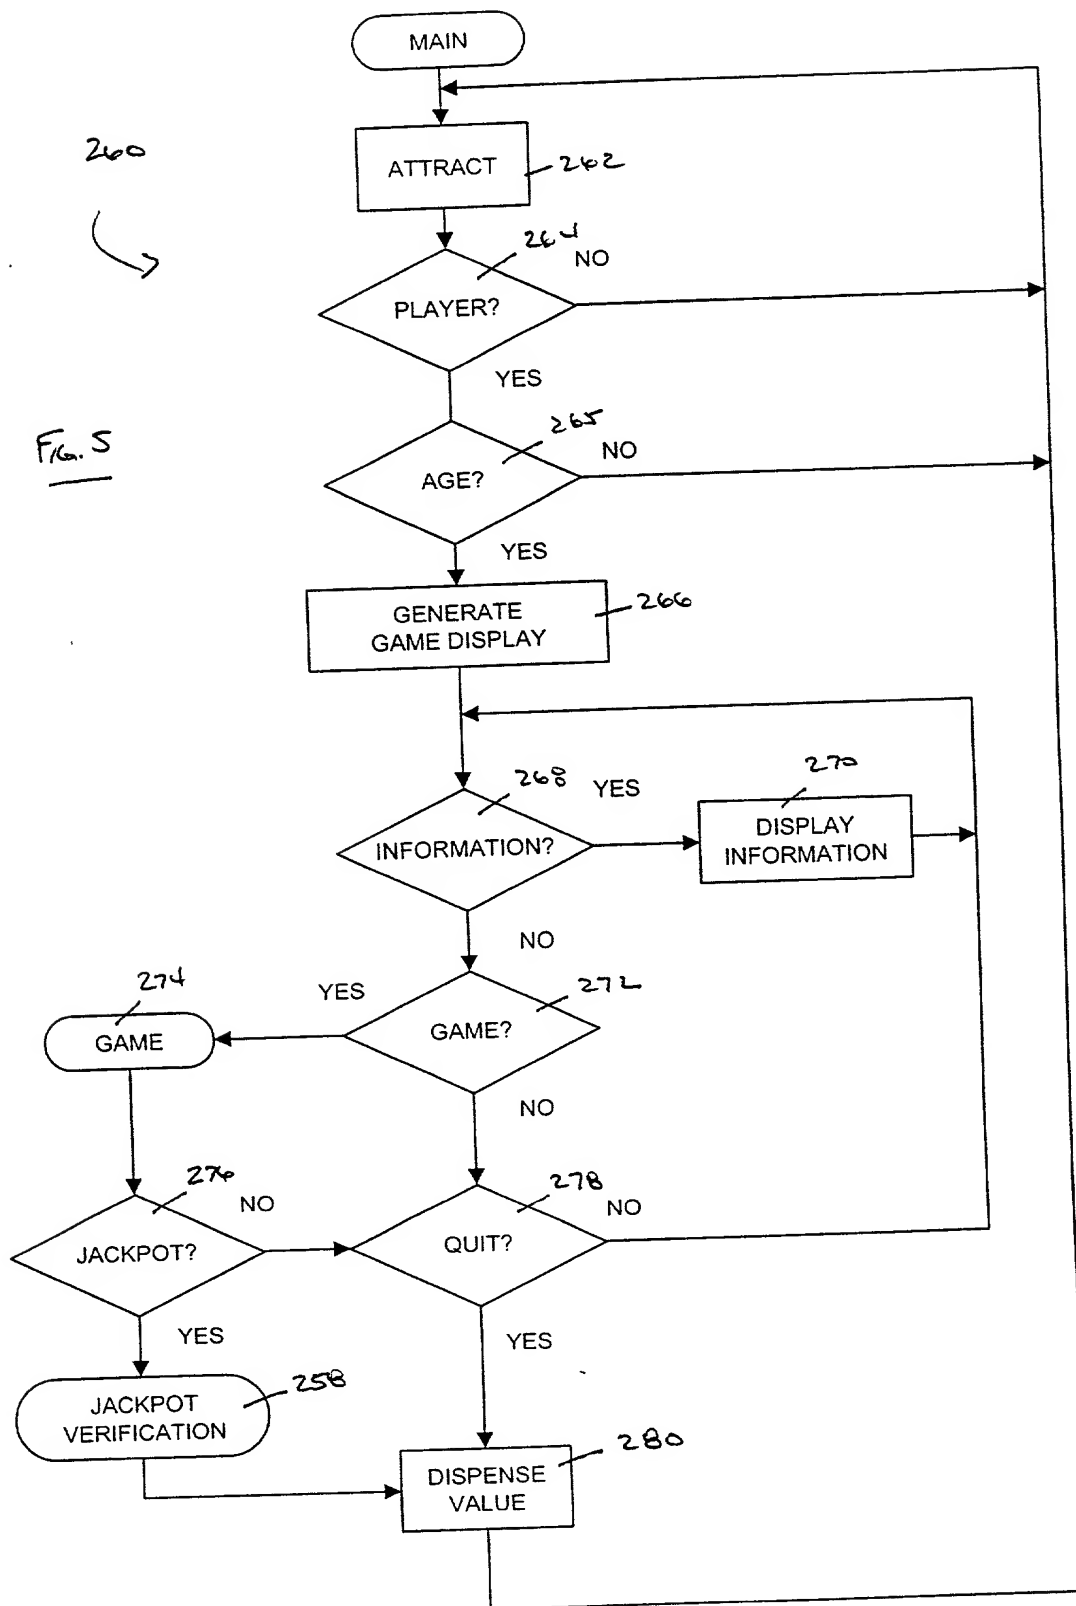 MAIN
260
ATTRACT
262
264
NO
PLAYER?
YES
FIG. 5
265
NO
AGE?
YES
GENERATE
GAME DISPLAY
266
268
YES
270
INFORMATION?
DISPLAY
INFORMATION
NO
274
YES
272
GAME
GAME?
NO
276
NO
278
NO
JACKPOT?
QUIT?
YES
YES
JACKPOT
VERIFICATION
258
280
DISPENSE
VALUE